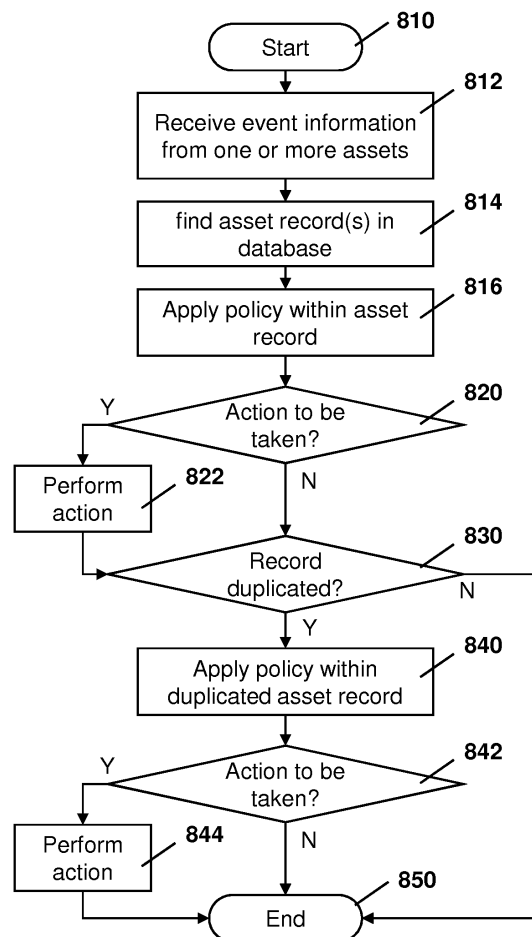 810
Start
812
Receive event information
from one or more assets
814
find asset record(s) in
database
816
Apply policy within asset
record
820
Y
Action to be
taken?
822
Perform
action
N
830
Record
duplicated?
N
Y
840
Apply policy within
duplicated asset record
842
Y
Action to be
taken?
844
Perform
action
N
850
End